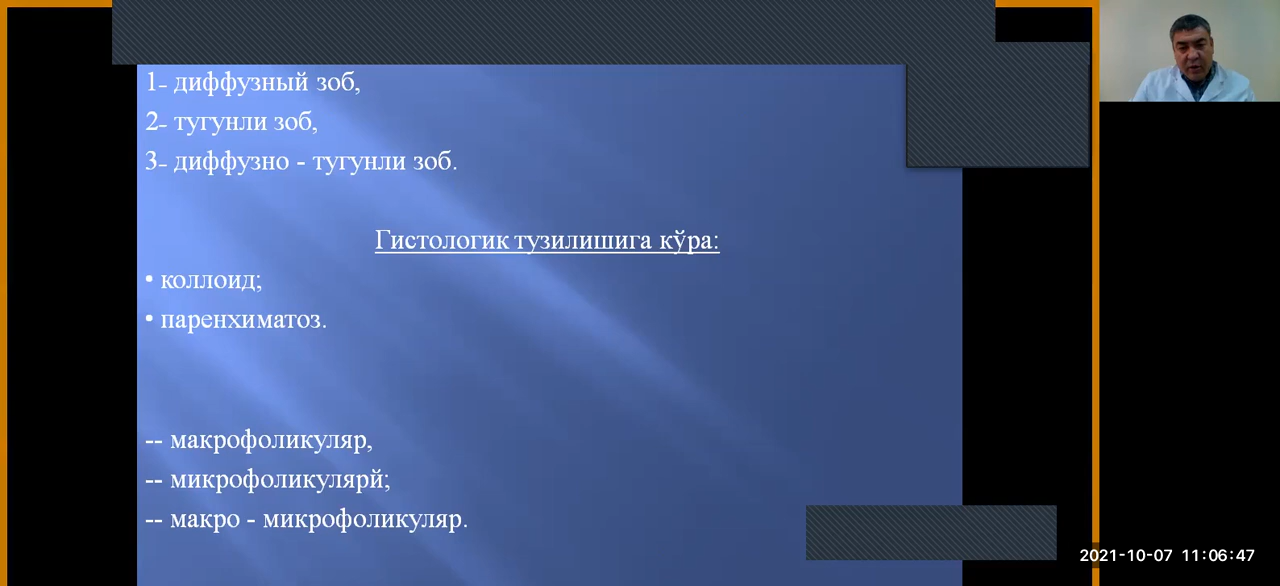 1- диффузный зоб,
2- тугунли зоб,
3- диффузно - тугунли зоб.
Гистологик тузилишига кўра:
• коллоид;
• паренхиматоз.
-- макрофоликуляр,
-- микрофоликулярй;
-- макро - микрофоликуляр.
2021-10-07 11:06:47